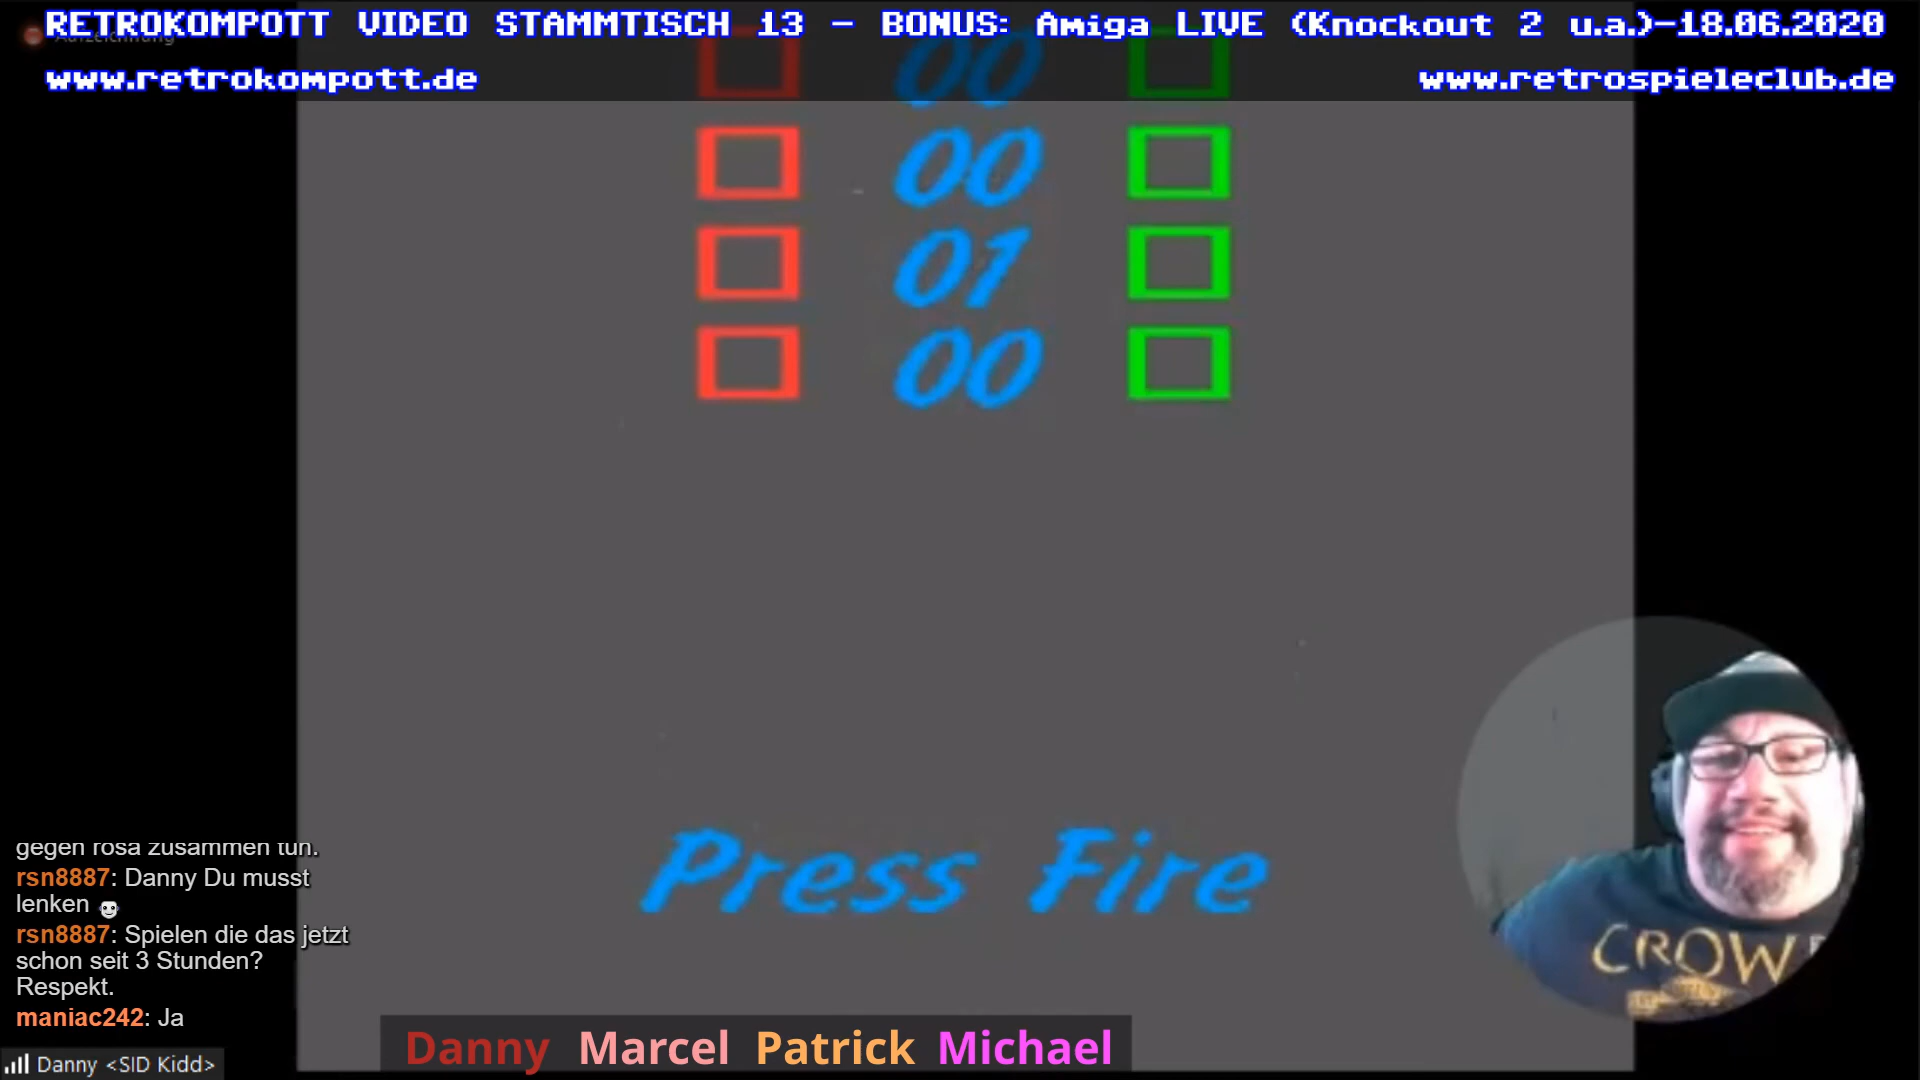 RETROKOMPOTT VIDEO STAMMTISCH 13 - BONUS: Amiga LIVE (Knockout 2 u.a.)-18.06.2020
Aufzeichnung
www.retrokompott.de
www.retrospieleclub.de
00
00
01
00
Press Fire
CROW
gegen rosa zusammen tun.
rsn8887: Danny Du musst
lenken
rsn8887: Spielen die das jetzt
schon seit 3 Stunden?
Respekt.
maniac242: Ja
Danny <SID Kidd>
Danny Marcel Patrick Michael